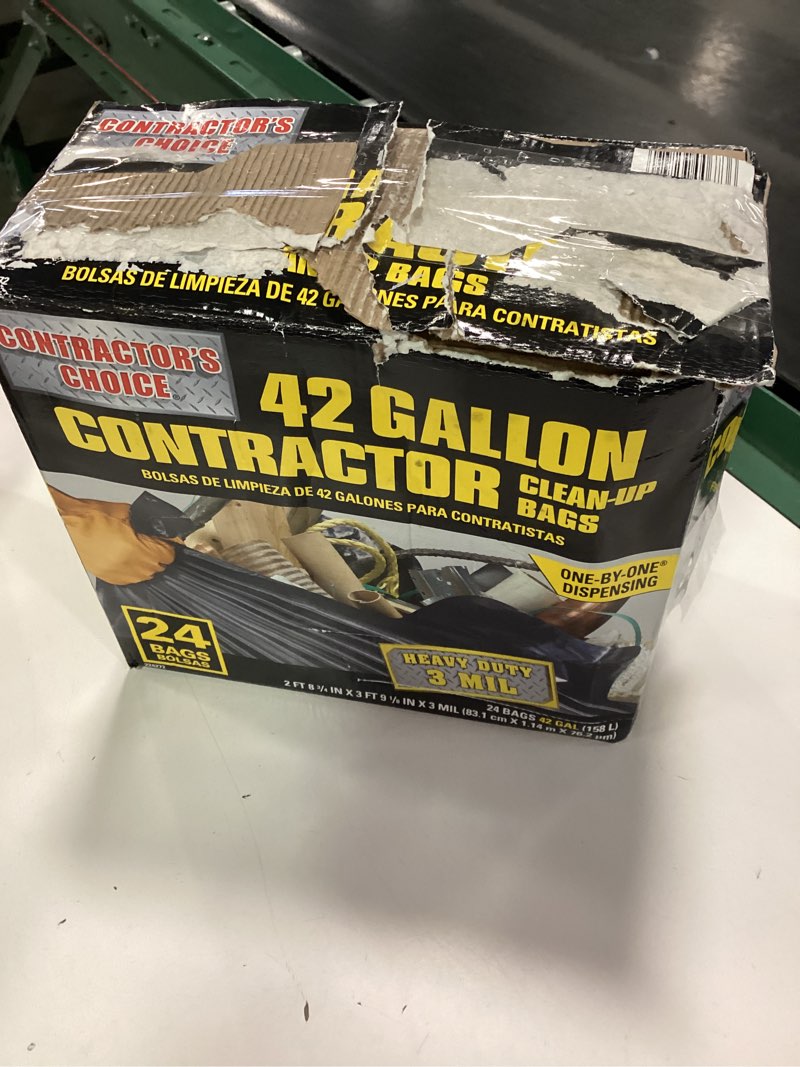 CONTRACTOR'S
CHOICE
BAGS
BOLSAS DE LIMPIEZA DE 42 GALONES PARA CONTRATISTAS
CONTRACTOR'S
CHOICE®
42 GALLON
CONTRACTOR
CLEAN-UP
BAGS
BOLSAS DE LIMPIEZA DE 42 GALONES PARA CONTRATISTAS
ONE-BY-ONE®
DISPENSING
24
BAGS
BOLSAS
HEAVY DUTY
3 MIL
24 BAGS 42 GAL (158 L)
2 FT 8 3/4 IN X 3 FT 9 1/8 IN X 3 MIL (83.1 cm X 1.14 m X 76.2 µm)